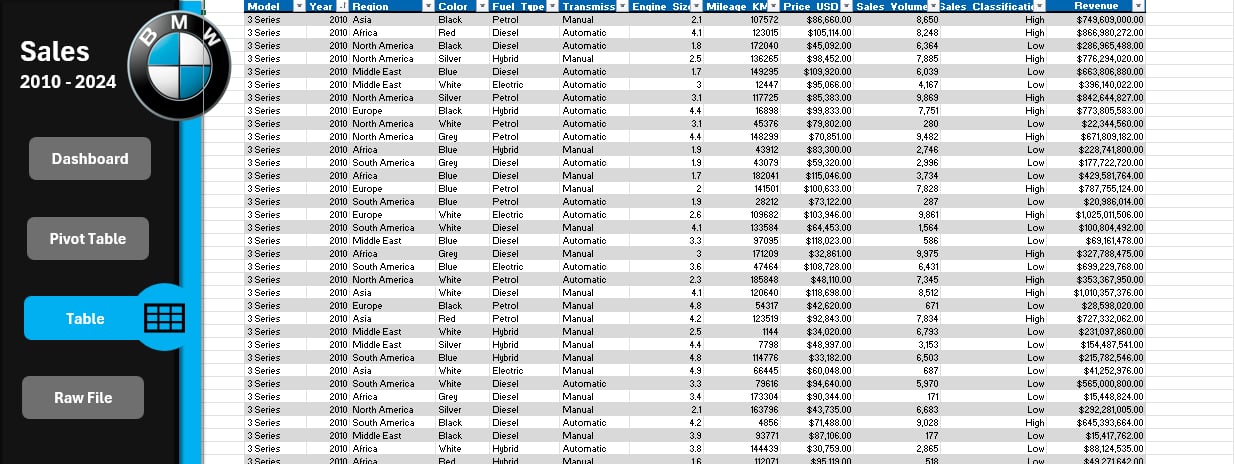 Sales
2010 - 2024
BMW
Dashboard
Pivot Table
Table
Raw File
Model Year Region Color Fuel_Type Transmiss Engine_Size Mileage_KM Price_USD Sales_Volume Sales_Classificatio Revenue
3 Series 2010 Asia Black Petrol Manual 2.1 107572 $86,660.00 8,650 High $749,609,000.00
3 Series 2010 Africa Red Diesel Automatic 4.1 123015 $105,114.00 8,248 High $866,980,272.00
3 Series 2010 North America Black Diesel Automatic 1.8 172040 $45,092.00 6,364 Low $286,965,488.00
3 Series 2010 North America Silver Hybrid Manual 2.5 136265 $98,452.00 7,885 High $776,294,020.00
3 Series 2010 Middle East Blue Diesel Automatic 1.7 149295 $109,920.00 6,039 Low $663,806,880.00
3 Series 2010 Middle East White Electric Automatic 3 12447 $95,066.00 4,167 Low $396,140,022.00
3 Series 2010 North America Silver Petrol Automatic 3.1 117725 $85,383.00 9,869 High $842,644,827.00
3 Series 2010 Europe Black Hybrid Manual 4.4 16898 $99,833.00 7,751 High $773,805,583.00
3 Series 2010 North America White Petrol Manual 3.1 45376 $79,802.00 280 Low $22,344,560.00
3 Series 2010 North America Grey Petrol Manual 4.4 148299 $70,851.00 9,482 High $671,809,182.00
3 Series 2010 Africa Blue Hybrid Manual 1.9 43912 $83,300.00 2,746 Low $228,741,800.00
3 Series 2010 South America Grey Diesel Automatic 1.9 43079 $59,320.00 2,996 Low $177,722,720.00
3 Series 2010 Africa Blue Diesel Manual 1.7 182041 $115,046.00 3,734 Low $429,581,764.00
3 Series 2010 Europe Blue Petrol Manual 2 141501 $100,633.00 7,828 High $787,755,124.00
3 Series 2010 South America Blue Petrol Automatic 1.9 28212 $73,122.00 287 Low $20,986,014.00
3 Series 2010 Europe White Electric Automatic 2.6 109682 $103,946.00 9,861 High $1,025,011,506.00
3 Series 2010 South America White Diesel Manual 4.1 133584 $64,453.00 1,564 Low $100,804,492.00
3 Series 2010 Middle East Blue Diesel Automatic 3.3 97095 $118,023.00 586 Low $69,161,478.00
3 Series 2010 Africa Grey Diesel Manual 3 171209 $32,861.00 9,975 High $327,788,475.00
3 Series 2010 South America Blue Electric Automatic 3.6 47464 $108,728.00 6,431 Low $699,229,768.00
3 Series 2010 North America White Petrol Automatic 2.3 185848 $48,110.00 7,345 High $353,367,950.00
3 Series 2010 Asia White Diesel Manual 4.1 120640 $118,698.00 8,512 High $1,010,357,376.00
3 Series 2010 Europe Black Petrol Manual 4.8 54317 $42,620.00 671 Low $28,598,020.00
3 Series 2010 Asia Red Petrol Manual 4.2 123519 $92,843.00 7,834 High $727,332,062.00
3 Series 2010 Middle East White Hybrid Manual 2.5 1144 $34,020.00 6,793 Low $231,097,860.00
3 Series 2010 Middle East Silver Hybrid Manual 4.4 7798 $48,997.00 3,153 Low $154,487,541.00
3 Series 2010 South America Blue Hybrid Manual 4.8 114776 $33,182.00 6,503 Low $215,782,546.00
3 Series 2010 Asia White Electric Manual 4.9 66445 $60,048.00 687 Low $41,252,976.00
3 Series 2010 South America White Diesel Automatic 3.3 79616 $94,640.00 5,970 Low $565,000,800.00
3 Series 2010 Africa Grey Diesel Manual 3.4 173304 $90,344.00 171 Low $15,448,824.00
3 Series 2010 North America Silver Diesel Manual 2.1 163796 $43,735.00 6,683 Low $292,281,005.00
3 Series 2010 South America Black Diesel Automatic 4.2 4856 $71,488.00 9,028 High $645,393,664.00
3 Series 2010 Middle East Black Diesel Manual 3.9 93771 $87,106.00 177 Low $15,417,762.00
3 Series 2010 Africa White Hybrid Manual 3.8 144439 $30,759.00 2,865 Low $88,124,535.00
3 Series 2010 Africa Red Hybrid Manual 1.6 112071 $95,119.00 518 Low $49,271,642.00